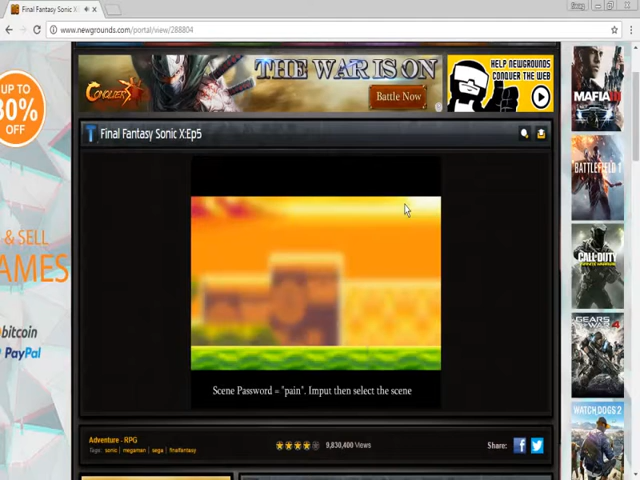 Final Fantasy Sonic X
www.newgrounds.com/portal/view/288804
UP TO
80%
OFF
& SELL
GAMES
bitcoin
PayPal
THE WAR IS ON
Battle Now
HELP NEWGROUNDS
CONQUER THE WEB
Final Fantasy Sonic X:Ep5
Scene Password = "pain". Imput then select the scene
Adventure - RPG
Tags: sonic | megaman | sega | finalfantasy
9,830,400 Views
Share:
MAFIA III
BATTLEFIELD 1
CALL OF DUTY
GEARS
OF WAR 4
WATCH DOGS 2